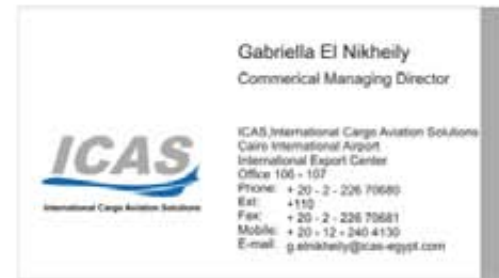 Gabriella El Nikheily
Commerical Managing Director
ICAS
International Cargo Aviation Solutions
ICAS,International Cargo Aviation Solutions
Cairo International Airport
International Export Center
Office 106 - 107
Phone: + 20 - 2 - 226 70680
Ext: +110
Fax: + 20 - 2 - 226 70681
Mobile: + 20 - 12 - 240 4130
E-mail: g.elnikheily@icas-egypt.com